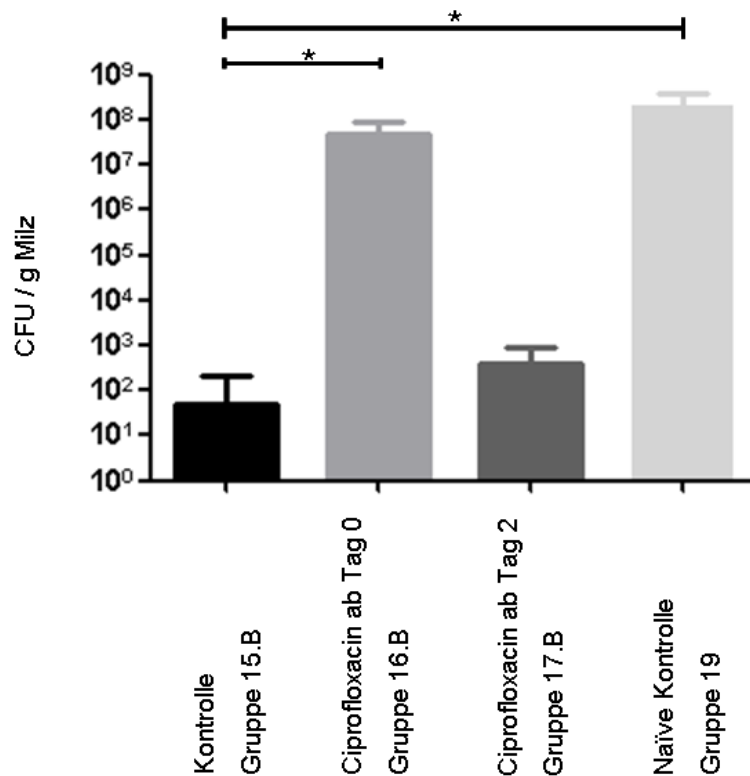 *
*
10⁹
10⁸
10⁷
10⁶
10⁵
10⁴
10³
10²
10¹
10⁰
CFU / g Milz
Kontrolle
Gruppe 15.B
Ciprofloxacin ab Tag 0
Gruppe 16.B
Ciprofloxacin ab Tag 2
Gruppe 17.B
Naïve Kontrolle
Gruppe 19